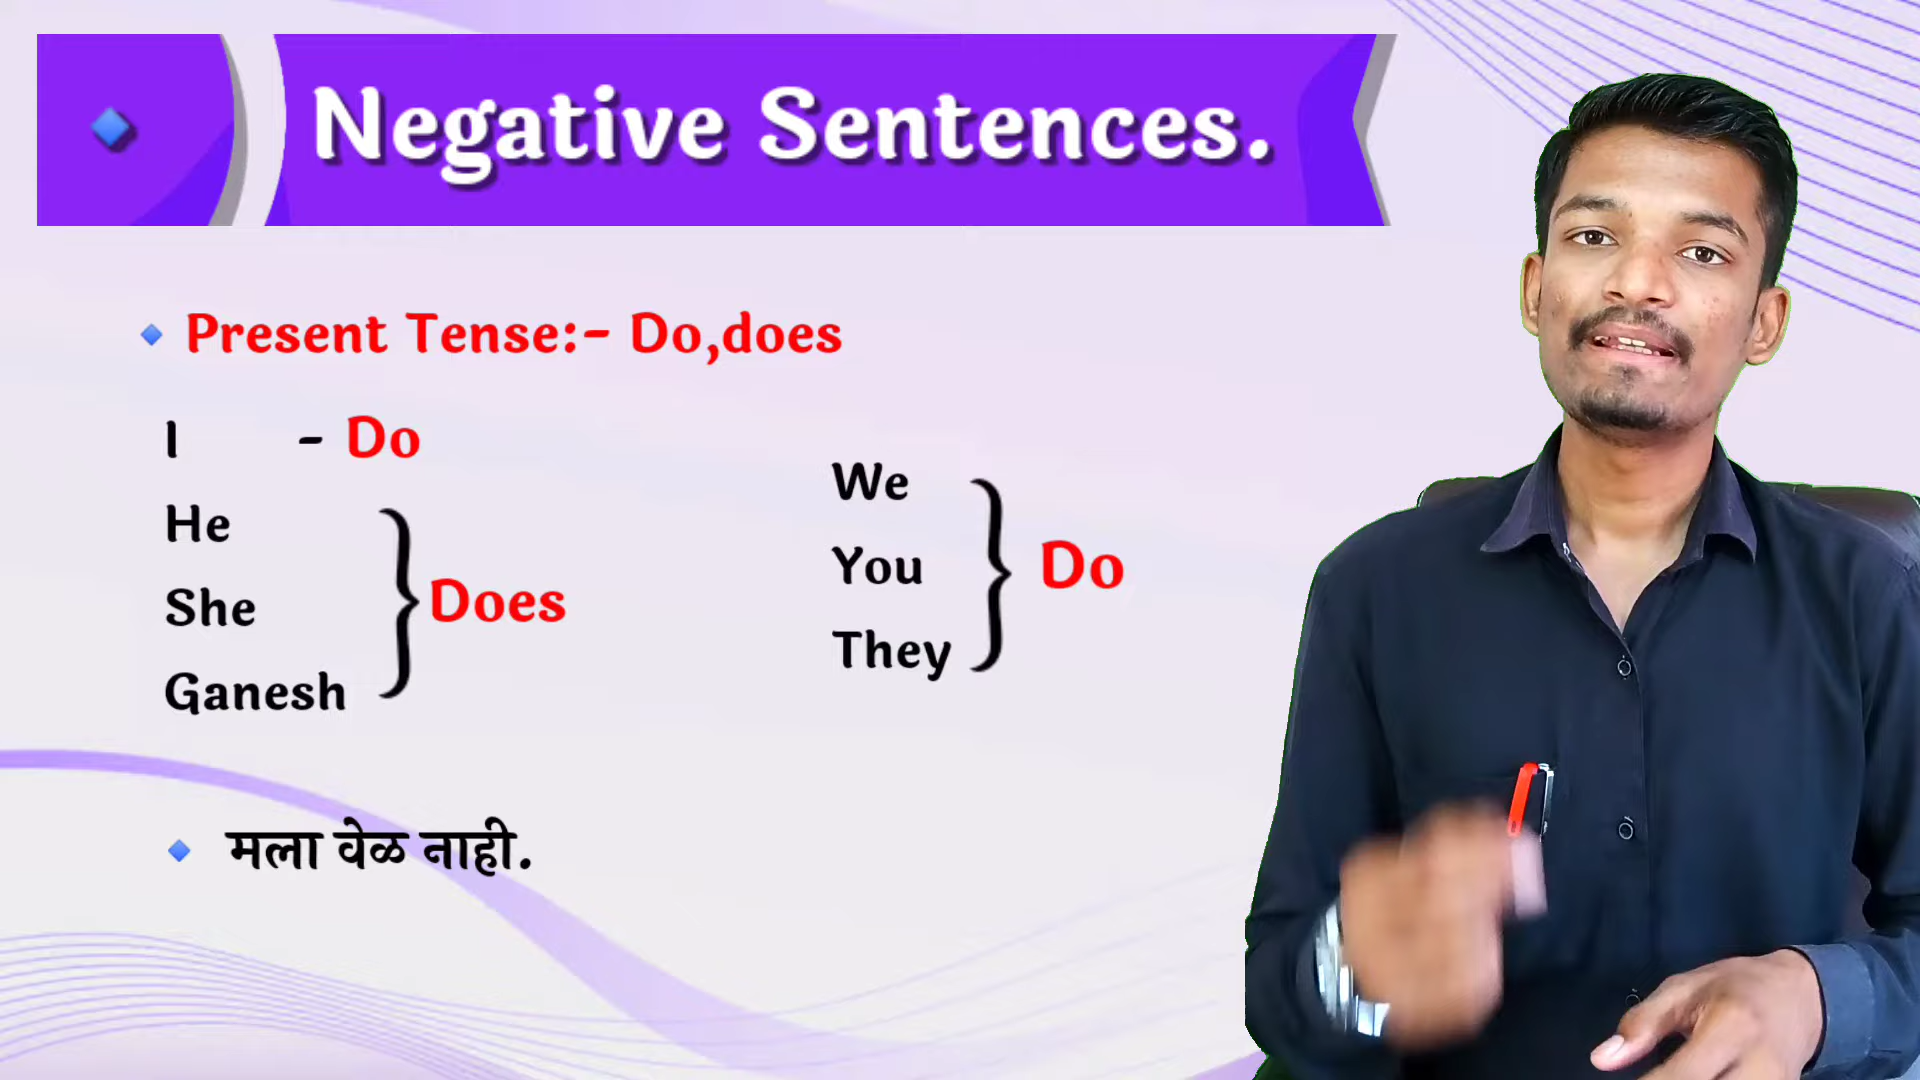 Negative Sentences.
Present Tense:- Do,does
I - Do
He
She
Ganesh
Does
We
You
They
Do
मला वेळ नाही.